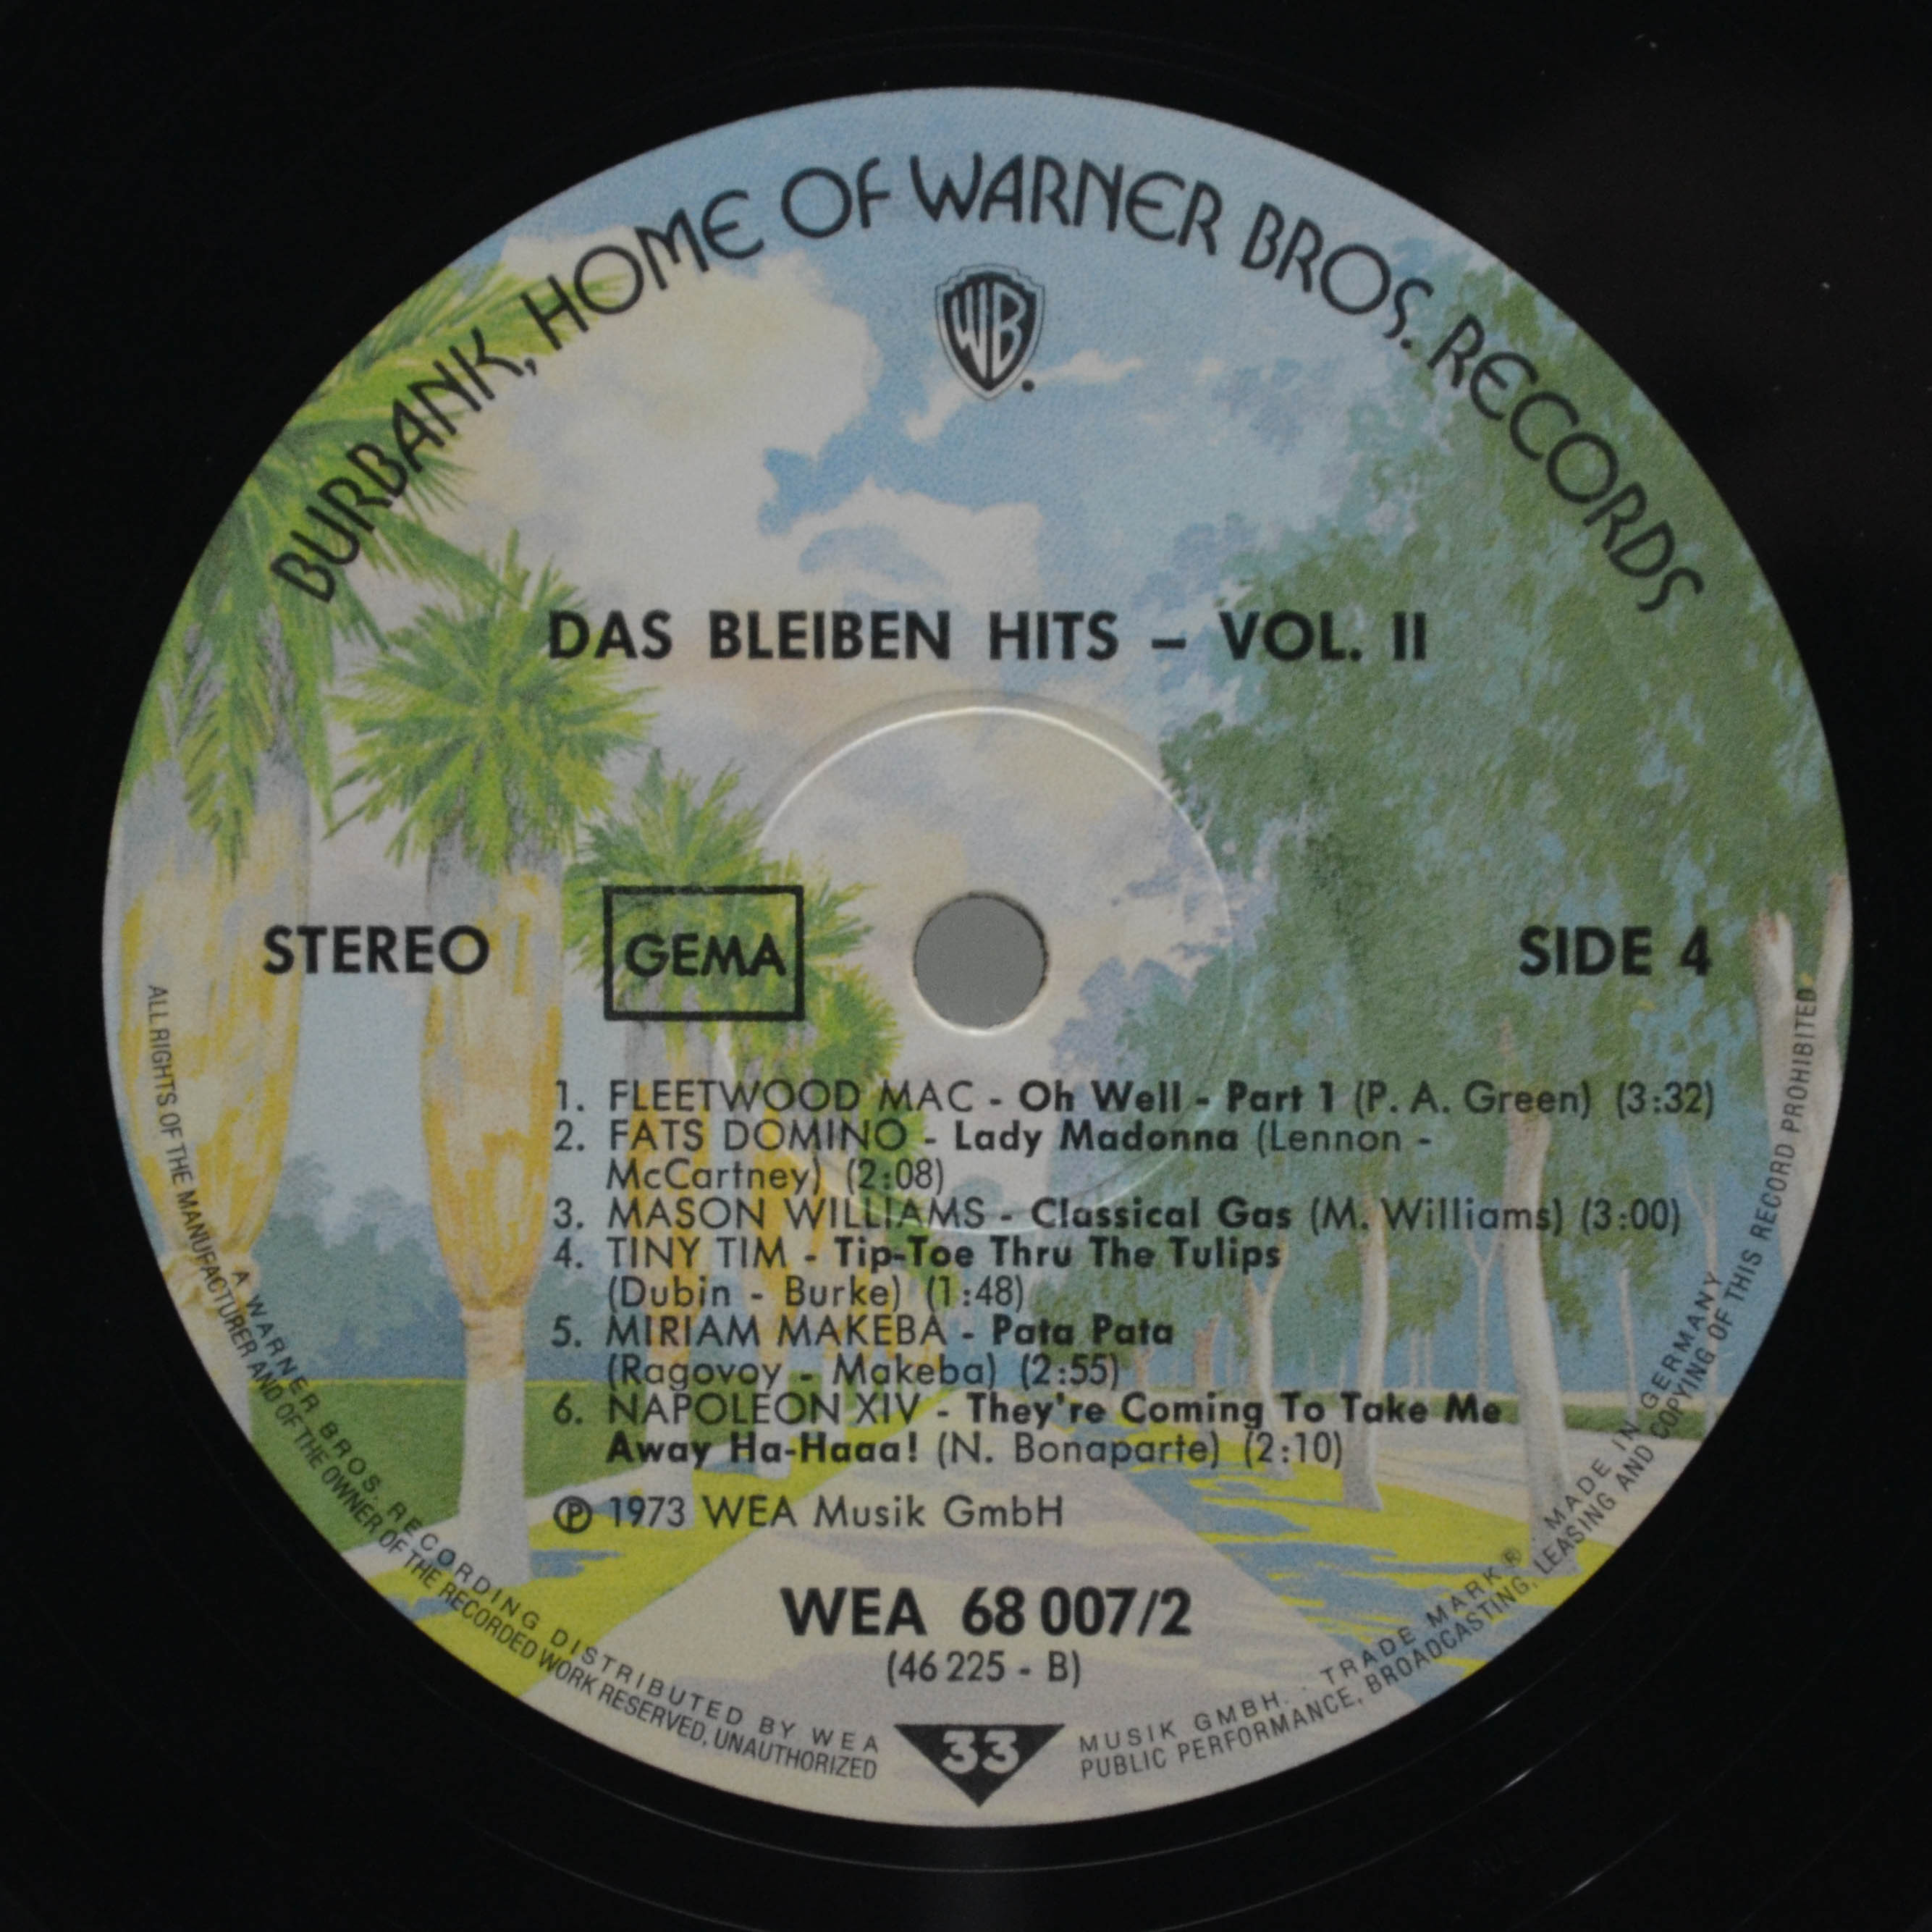 BURBANK, HOME OF WARNER BROS. RECORDS
WB
DAS BLEIBEN HITS – VOL. II
STEREO
GEMA
SIDE 4
1. FLEETWOOD MAC - Oh Well - Part 1 (P. A. Green) (3:32)
2. FATS DOMINO - Lady Madonna (Lennon -
McCartney) (2:08)
3. MASON WILLIAMS - Classical Gas (M. Williams) (3:00)
4. TINY TIM - Tip-Toe Thru The Tulips
(Dubin - Burke) (1:48)
5. MIRIAM MAKEBA - Pata Pata
(Ragovoy - Makeba) (2:55)
6. NAPOLEON XIV - They're Coming To Take Me
Away Ha-Haaa! (N. Bonaparte) (2:10)
Ⓟ 1973 WEA Musik GmbH
WEA 68 007/2
(46 225 - B)
33
A WARNER BROS. RECORDING DISTRIBUTED BY WEA MUSIK GMBH. . TRADE MARK ® . MADE IN GERMANY
ALL RIGHTS OF THE MANUFACTURER AND OF THE OWNER OF THE RECORDED WORK RESERVED, UNAUTHORIZED PUBLIC PERFORMANCE, BROADCASTING, LEASING AND COPYING OF THIS RECORD PROHIBITED